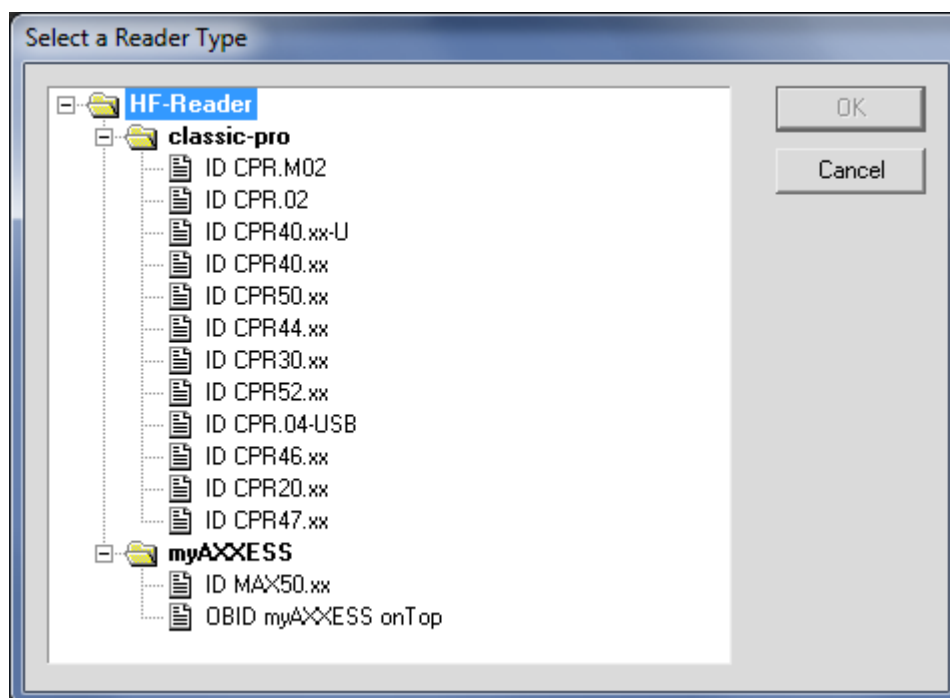 Select a Reader Type
HF-Reader
OK
classic-pro
ID CPR.M02
Cancel
ID CPR.02
ID CPR40.xx-U
ID CPR40.xx
ID CPR50.xx
ID CPR44.xx
ID CPR30.xx
ID CPR52.xx
ID CPR.04-USB
ID CPR46.xx
ID CPR20.xx
ID CPR47.xx
myAXXESS
ID MAX50.xx
OBID myAXXESS onTop